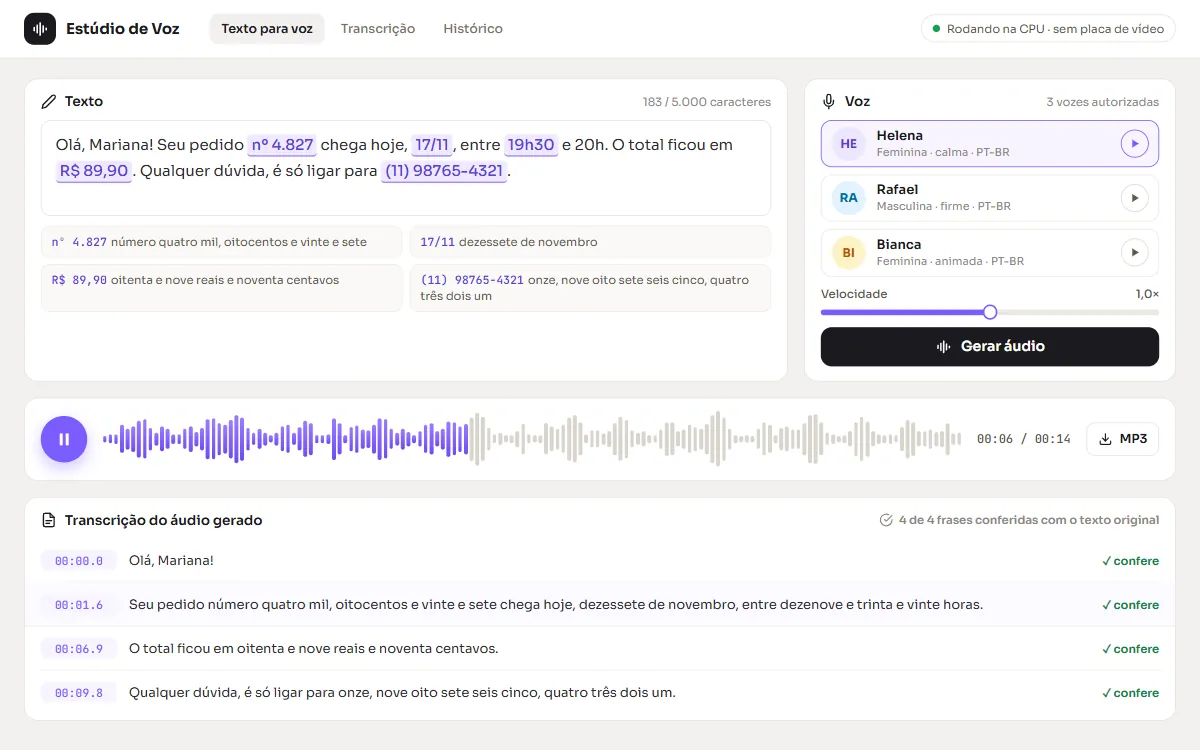 Estúdio de Voz
Texto para voz
Transcrição
Histórico
Rodando na CPU · sem placa de vídeo
Texto
183 / 5.000 caracteres
Olá, Mariana! Seu pedido nº 4.827 chega hoje, 17/11, entre 19h30 e 20h. O total ficou em
R$ 89,90. Qualquer dúvida, é só ligar para (11) 98765-4321.
nº 4.827 número quatro mil, oitocentos e vinte e sete
17/11 dezessete de novembro
R$ 89,90 oitenta e nove reais e noventa centavos
(11) 98765-4321 onze, nove oito sete seis cinco, quatro
três dois um
Voz
3 vozes autorizadas
HE
Helena
Feminina · calma · PT-BR
RA
Rafael
Masculina · firme · PT-BR
BI
Bianca
Feminina · animada · PT-BR
Velocidade
1,0×
Gerar áudio
00:06 / 00:14
MP3
Transcrição do áudio gerado
4 de 4 frases conferidas com o texto original
00:00.0 Olá, Mariana! ✓ confere
00:01.6 Seu pedido número quatro mil, oitocentos e vinte e sete chega hoje, dezessete de novembro, entre dezenove e trinta e vinte horas. ✓ confere
00:06.9 O total ficou em oitenta e nove reais e noventa centavos. ✓ confere
00:09.8 Qualquer dúvida, é só ligar para onze, nove oito sete seis cinco, quatro três dois um. ✓ confere